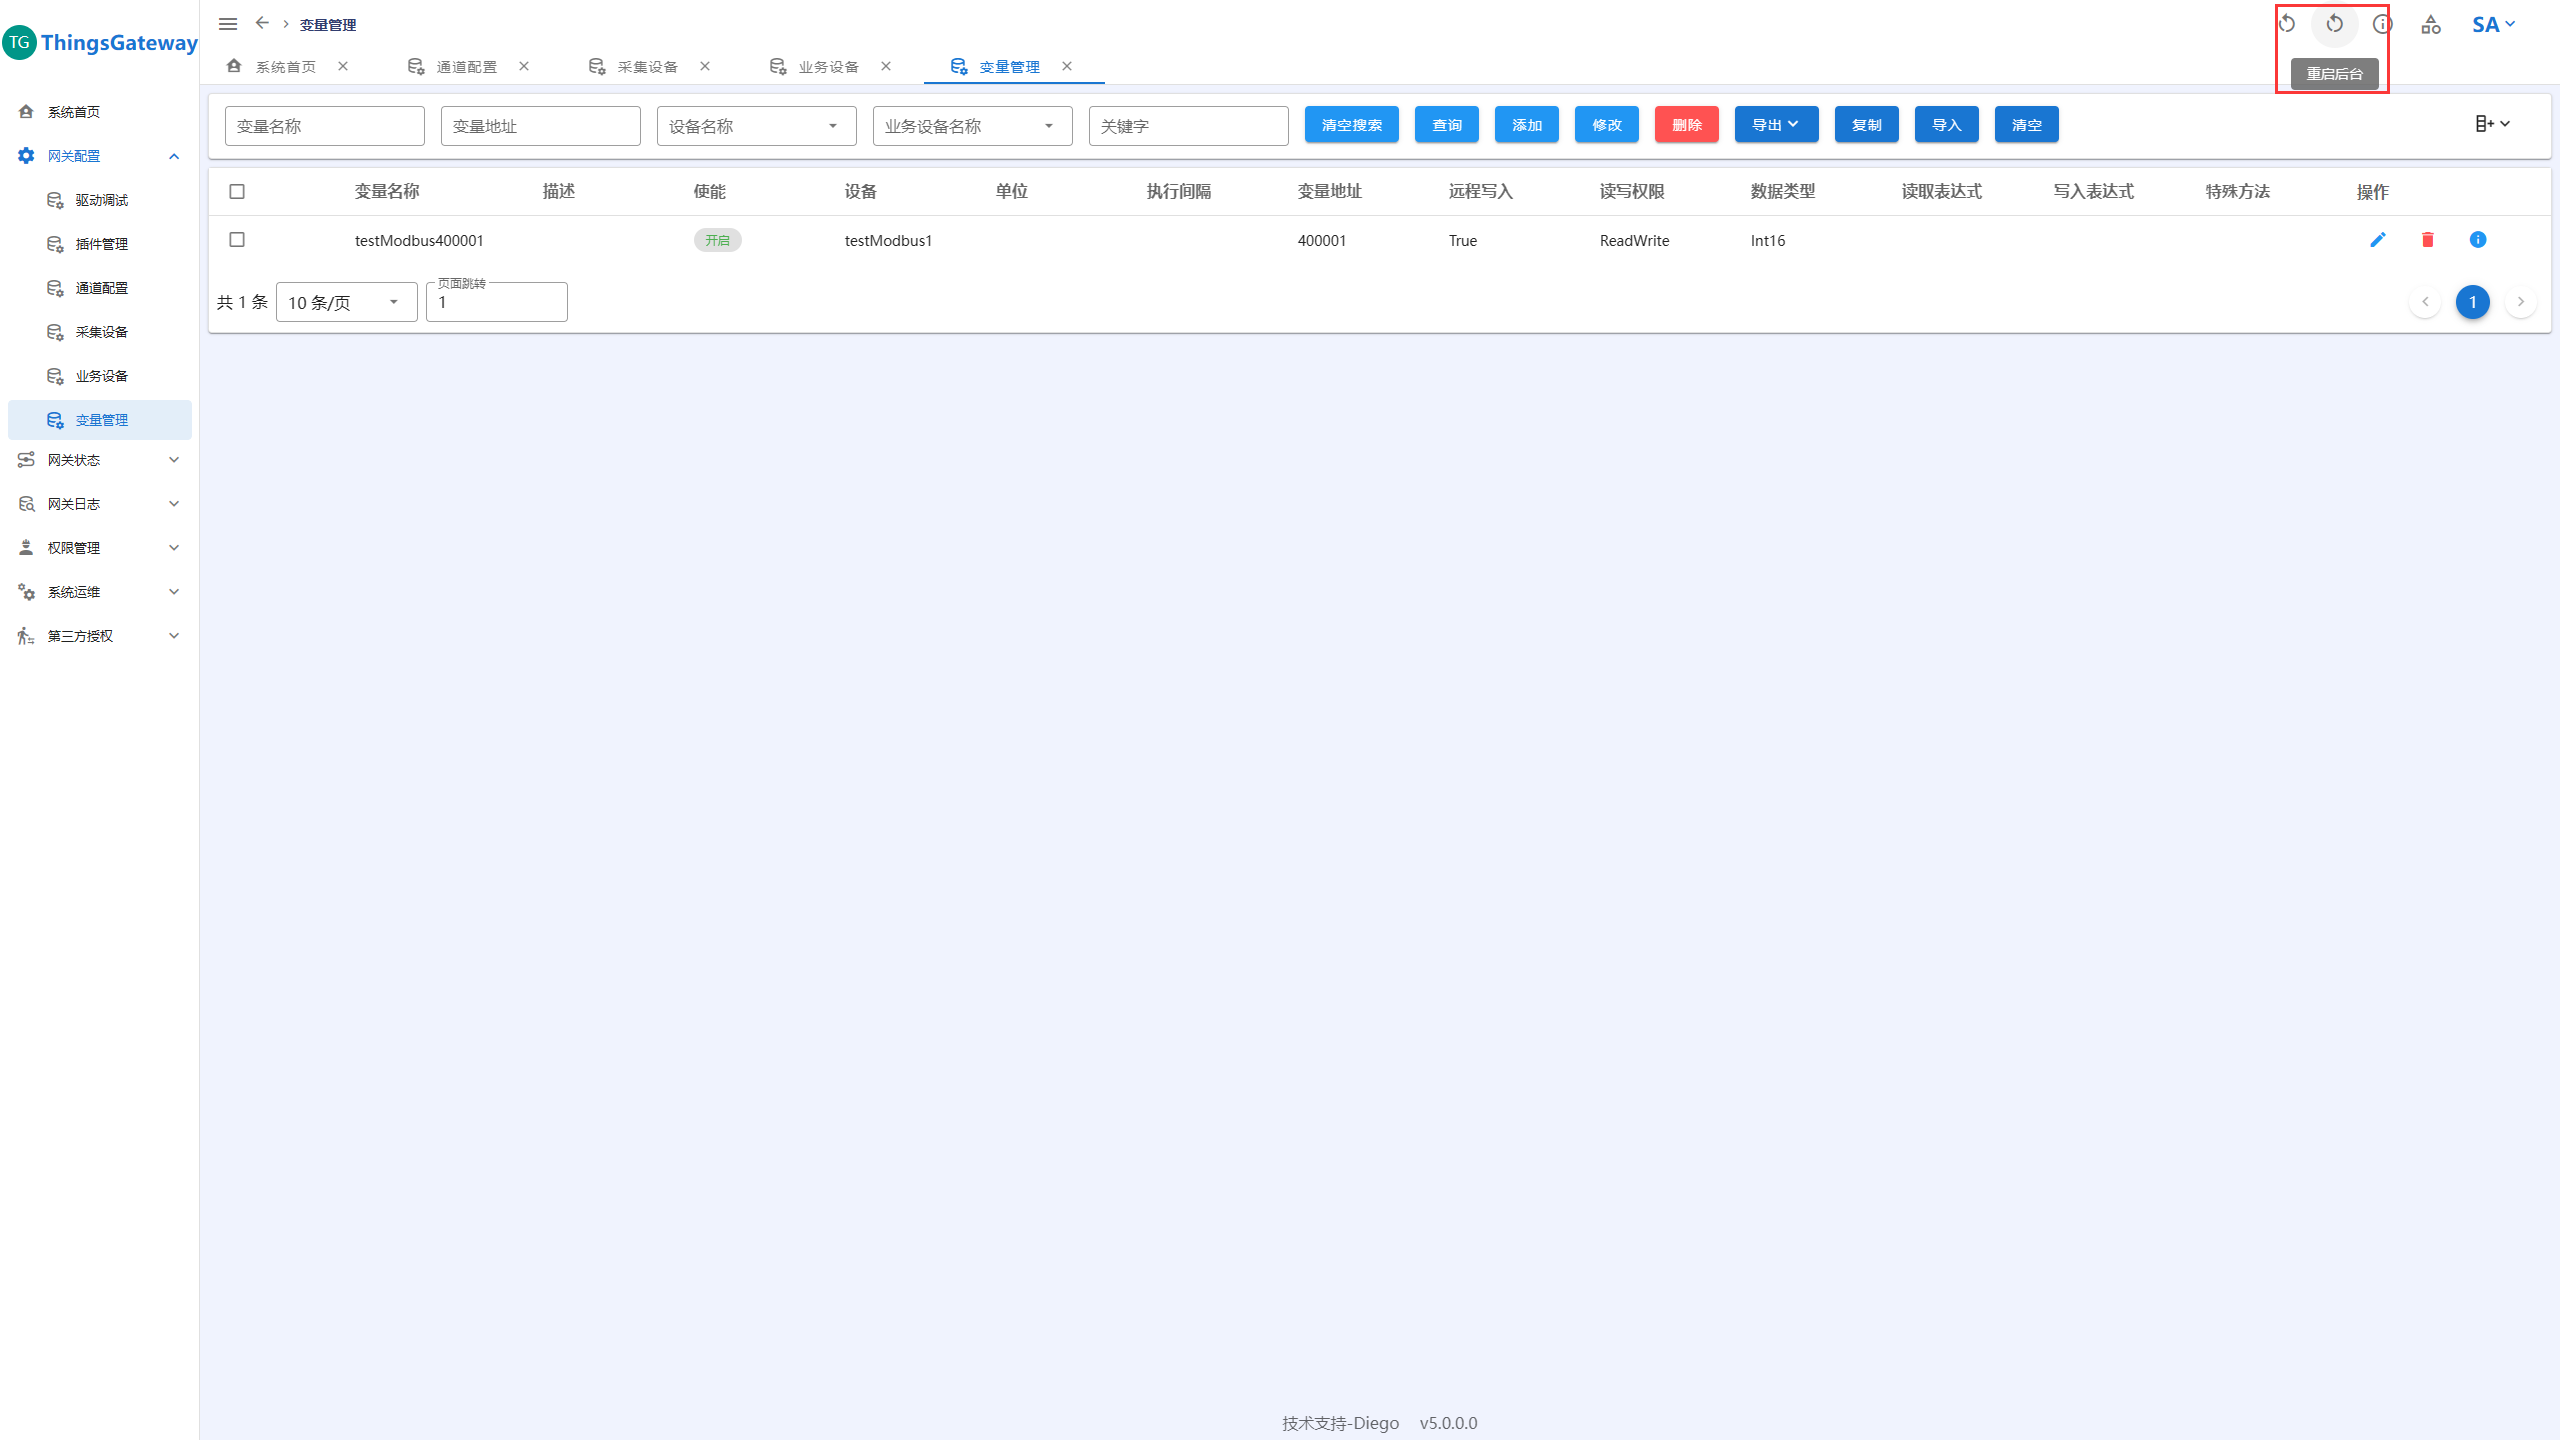 TG ThingsGateway
变量管理
SA
重启后台
系统首页 通道配置 采集设备 业务设备 变量管理
系统首页
网关配置
驱动调试
插件管理
通道配置
采集设备
业务设备
变量管理
网关状态
网关日志
权限管理
系统运维
第三方授权
变量名称 变量地址 设备名称 业务设备名称 关键字 清空搜索 查询 添加 修改 删除 导出 复制 导入 清空
变量名称 描述 使能 设备 单位 执行间隔 变量地址 远程写入 读写权限 数据类型 读取表达式 写入表达式 特殊方法 操作
testModbus400001 开启 testModbus1 400001 True ReadWrite Int16
页面跳转
共 1 条 10 条/页 1 1
技术支持-Diego v5.0.0.0